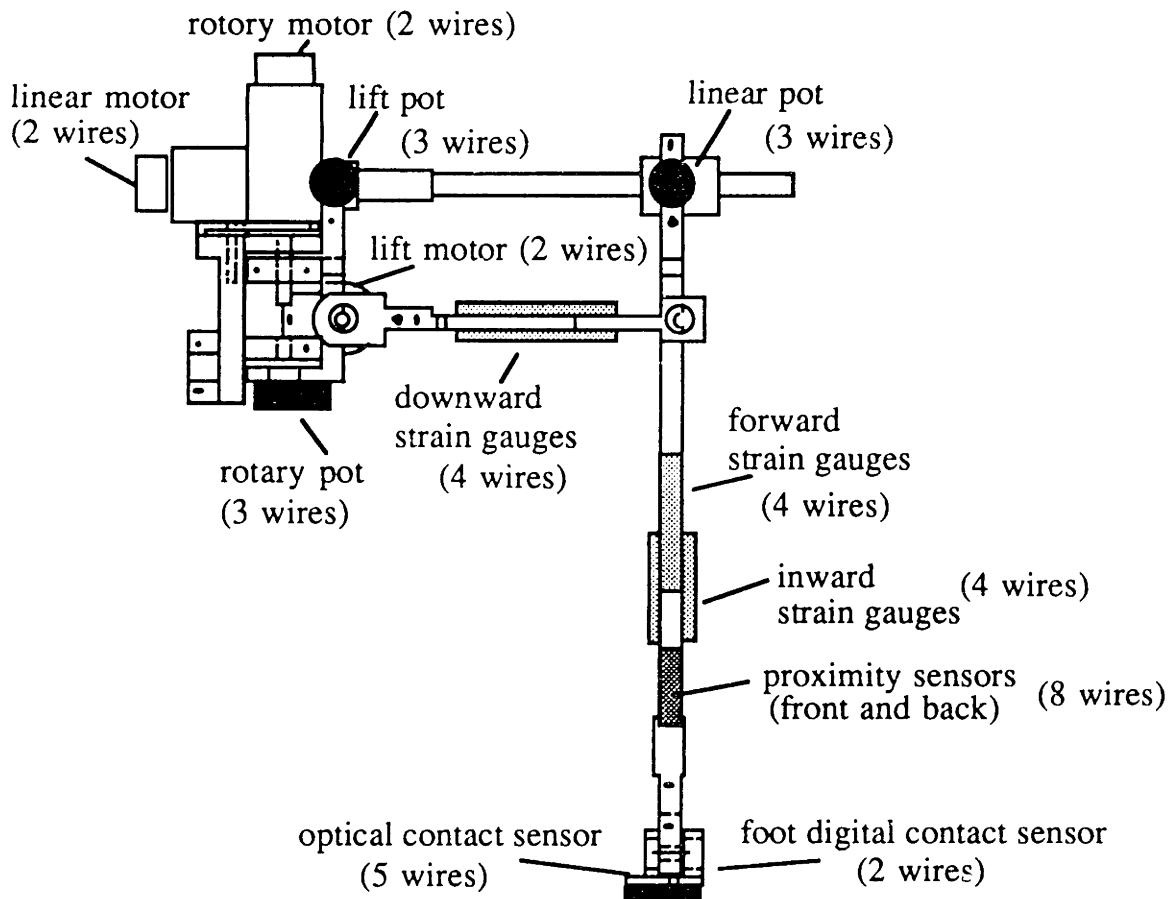 rotory motor (2 wires)
linear motor
(2 wires)
lift pot
(3 wires)
linear pot
(3 wires)
lift motor (2 wires)
downward
strain gauges
(4 wires)
forward
strain gauges
(4 wires)
rotary pot
(3 wires)
inward
strain gauges
(4 wires)
proximity sensors
(front and back)
(8 wires)
optical contact sensor
(5 wires)
foot digital contact sensor
(2 wires)